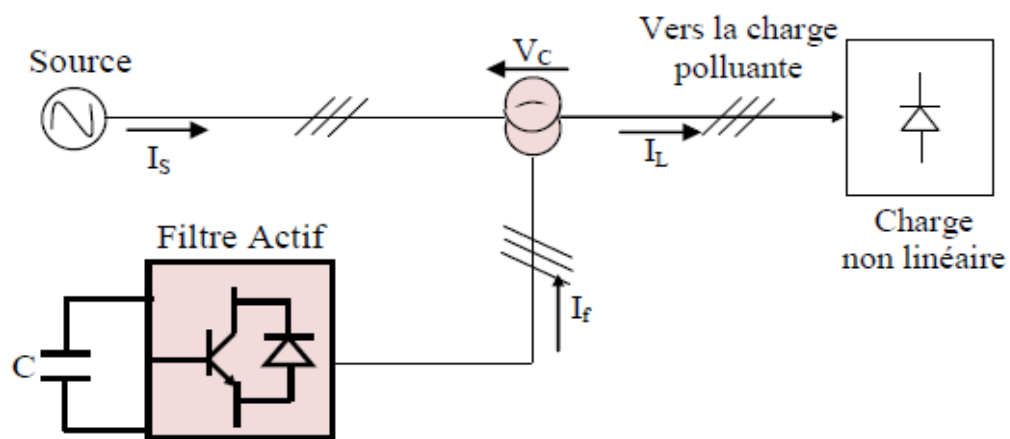 Source
I_S
V_C
Vers la charge
polluante
I_L
Charge
non linéaire
Filtre Actif
C
I_f